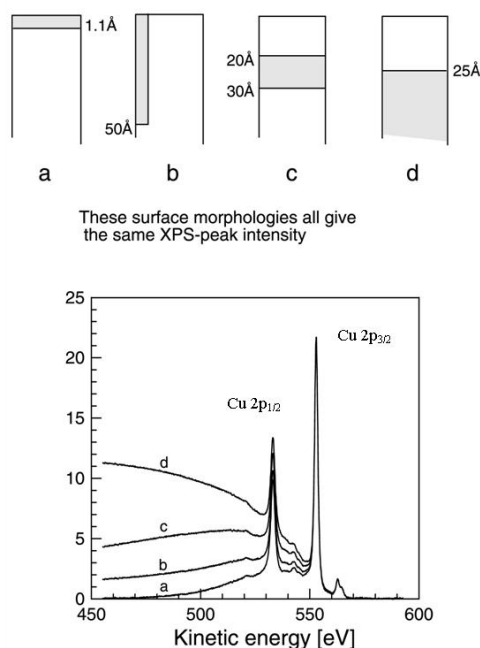 1.1Å
50Å
20Å
30Å
25Å
a b c d
These surface morphologies all give
the same XPS-peak intensity
25
20
15
10
5
0
Cu 2p1/2
Cu 2p3/2
d
c
b
a
450 500 550 600
Kinetic energy [eV]